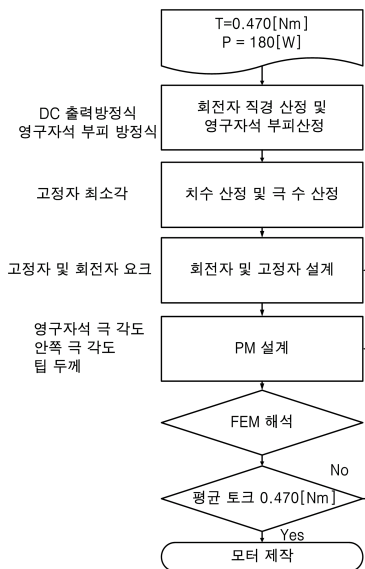 T=0.470[Nm]
P = 180[W]
DC 출력방정식
영구자석 부피 방정식
회전자 직경 산정 및
영구자석 부피산정
고정자 최소각
치수 산정 및 극 수 산정
고정자 및 회전자 요크
회전자 및 고정자 설계
영구자석 극 각도
안쪽 극 각도
팁 두께
PM 설계
FEM 해석
No
평균 토크 0.470[Nm]
Yes
모터 제작